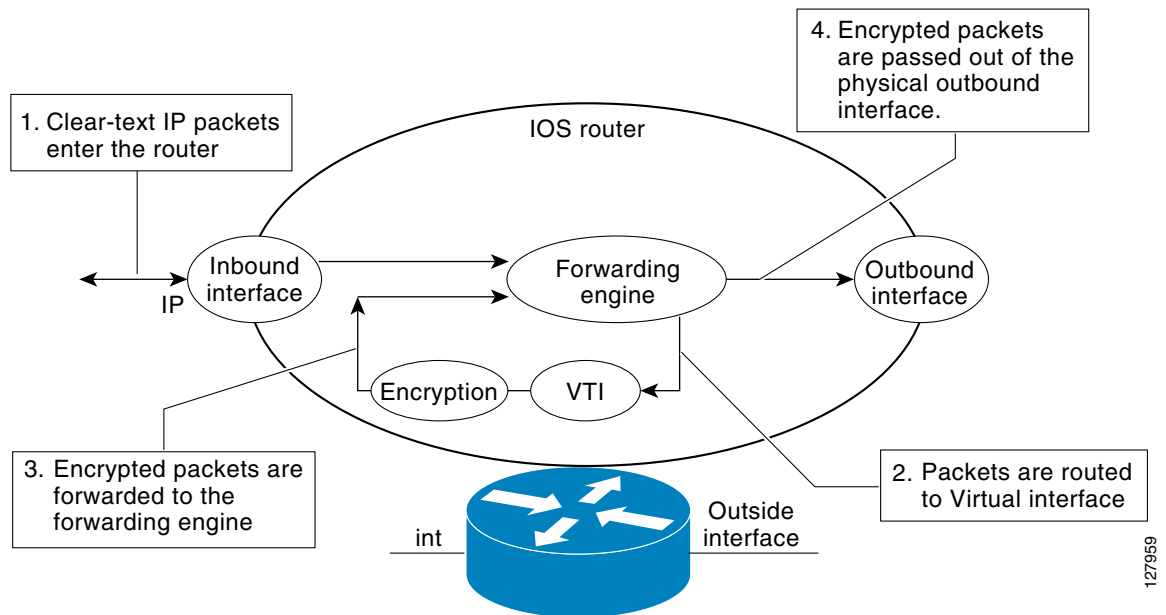 4. Encrypted packets
are passed out of the
physical outbound
interface.
1. Clear-text IP packets
enter the router
IOS router
Inbound
interface
IP
Forwarding
engine
Outbound
interface
Encryption
VTI
3. Encrypted packets are
forwarded to the
forwarding engine
2. Packets are routed
to Virtual interface
int
Outside
interface
127959